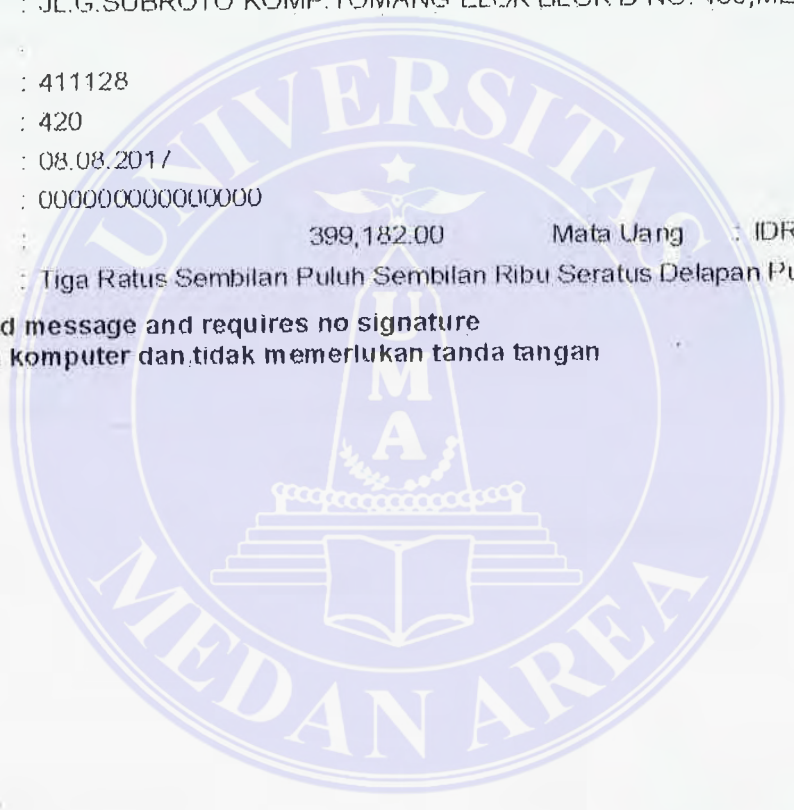 : 411128
: 420
: 08.08.2017
: 000000000000000
: 399,182.00 Mata Uang : IDR
: Tiga Ratus Sembilan Puluh Sembilan Ribu Seratus Delapan
d message and requires no signature
komputer dan tidak memerlukan tanda tangan
UNIVERSITAS
UMA
MEDAN AREA